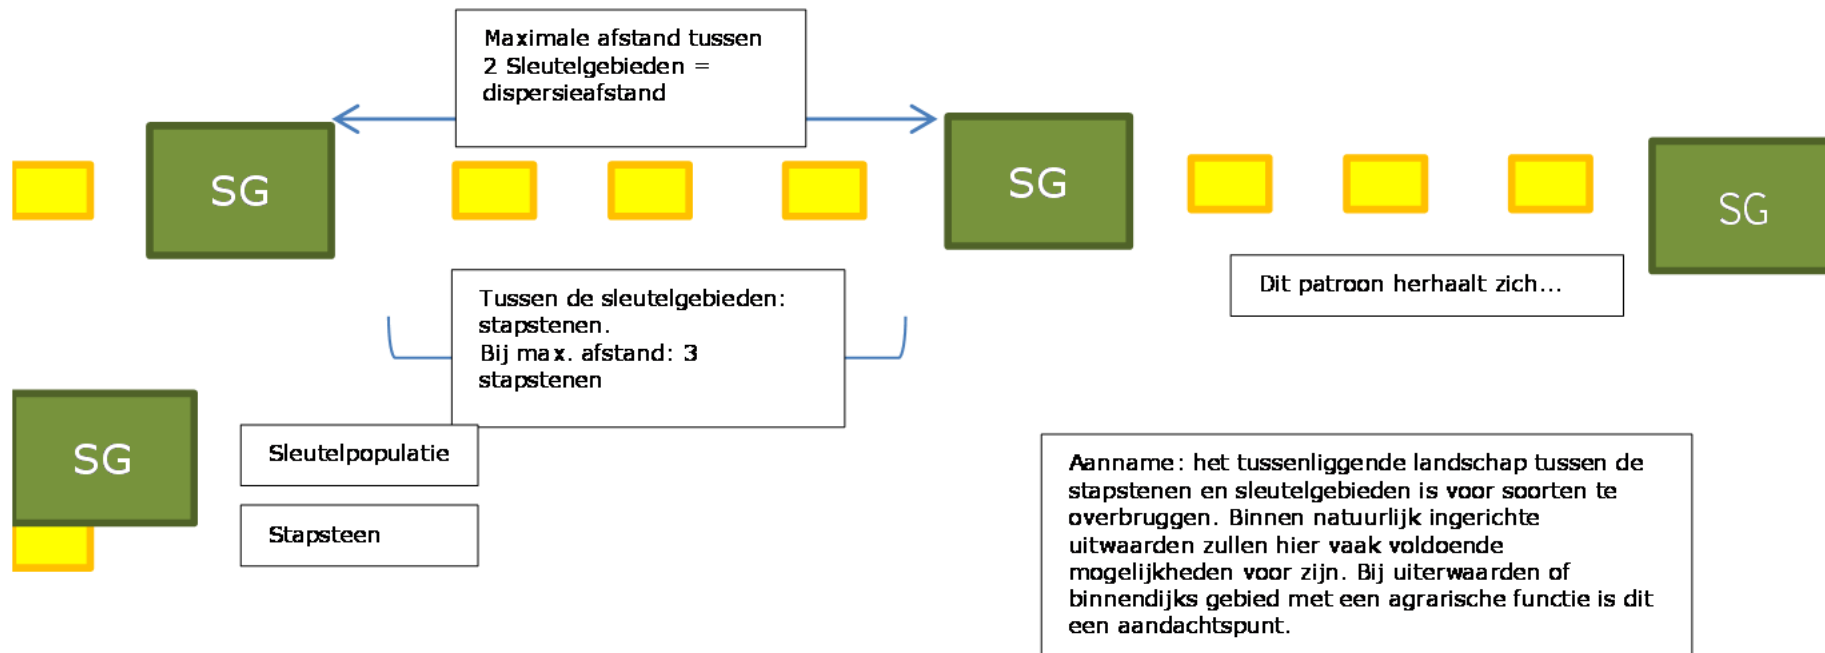 Maximale afstand tussen
2 Sleutelgebieden =
dispersieafstand
SG
SG
SG
Tussen de sleutelgebieden:
stapstenen.
Bij max. afstand: 3
stapstenen
Dit patroon herhaalt zich...
SG
Sleutelpopulatie
Stapsteen
Aanname: het tussenliggende landschap tussen de
stapstenen en sleutelgebieden is voor soorten te
overbruggen. Binnen natuurlijk ingerichte
uitwaarden zullen hier vaak voldoende
mogelijkheden voor zijn. Bij uiterwaarden of
binnendijks gebied met een agrarische functie is dit
een aandachtspunt.